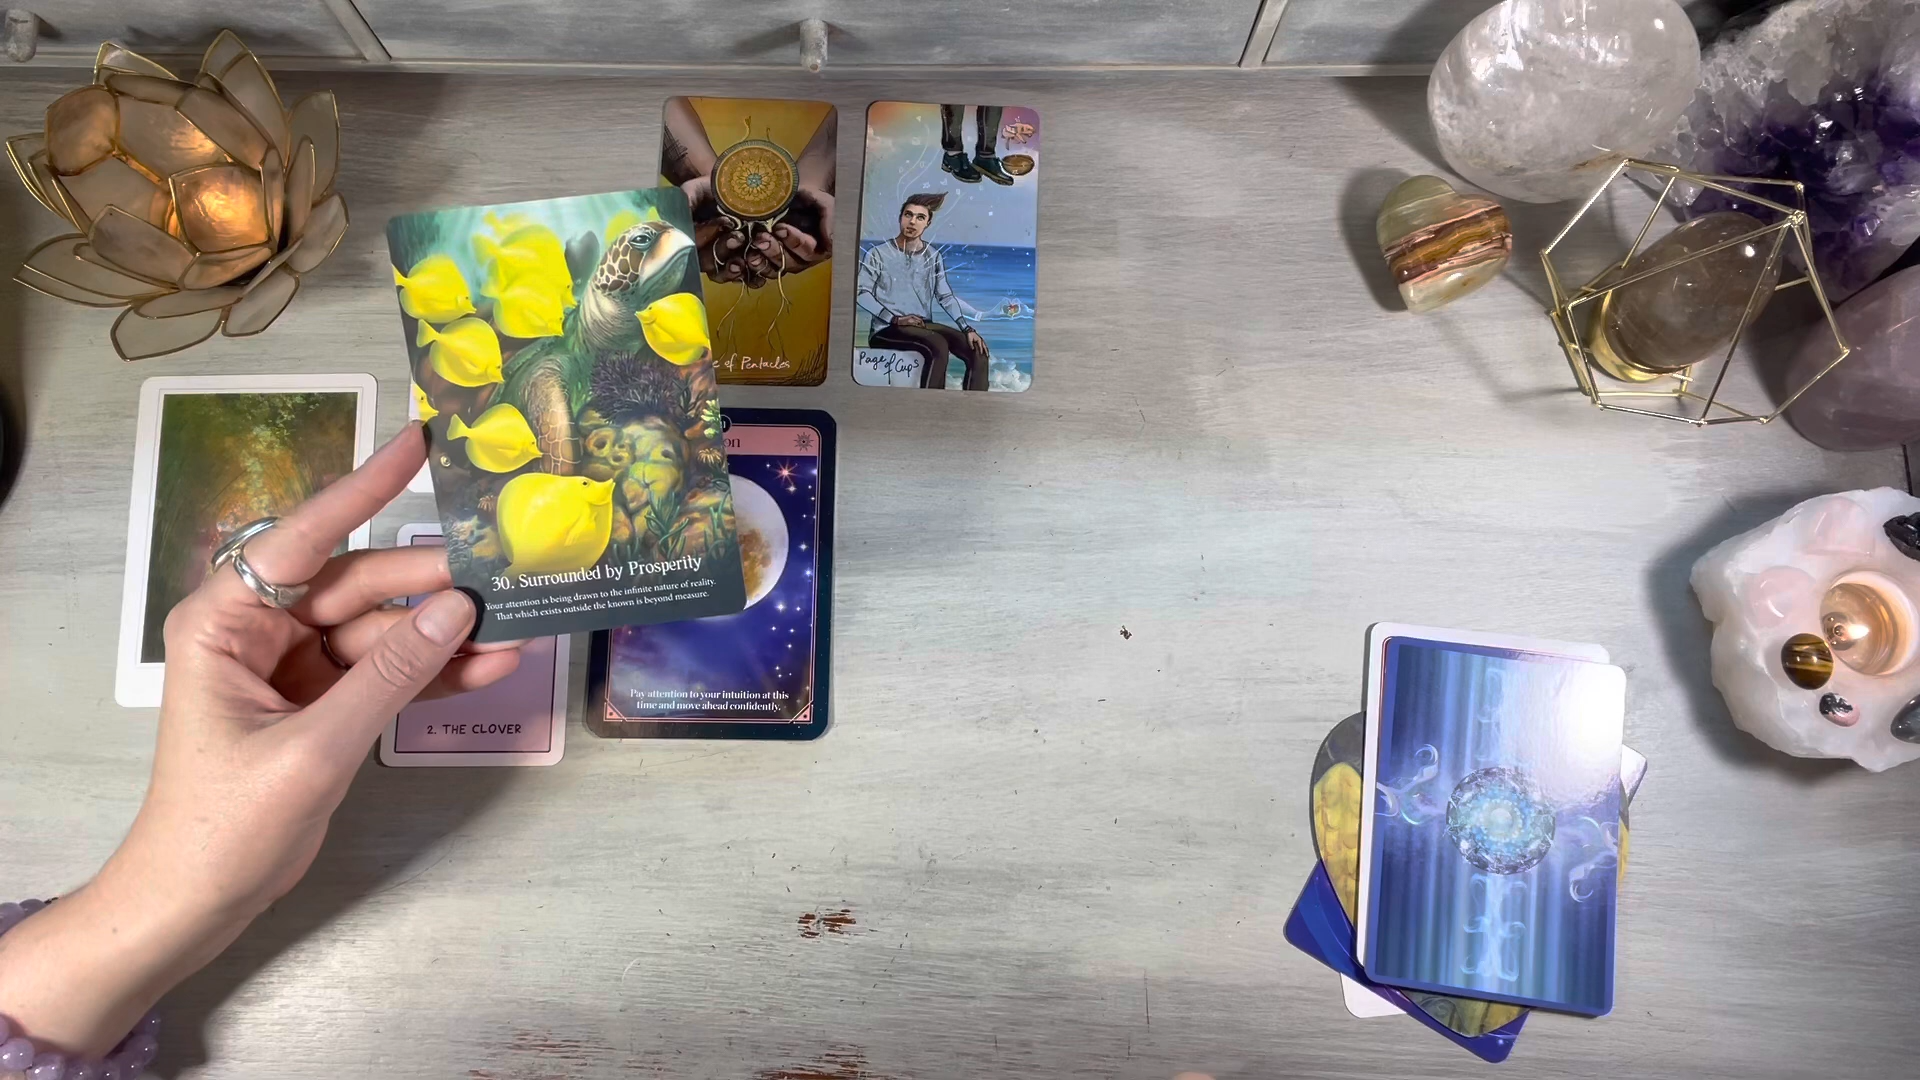 of Pentacles
Page of Cups
30. Surrounded by Prosperity
Your attention is being drawn to the infinite nature of reality.
That which exists outside the known is beyond measure.
Pay attention to your intuition at this
time and move ahead confidently.
2. THE CLOVER